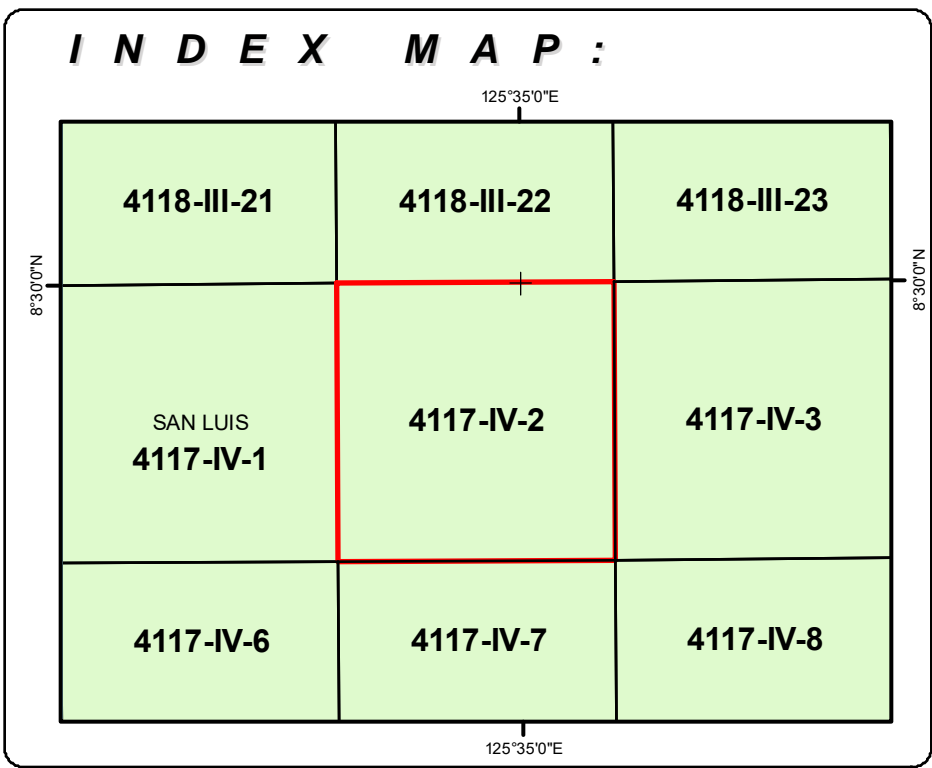 INDEX MAP:
125°35'0"E
4118-III-21
4118-III-22
4118-III-23
8°30'0"N
8°30'0"N
SAN LUIS
4117-IV-1
4117-IV-2
4117-IV-3
4117-IV-6
4117-IV-7
4117-IV-8
125°35'0"E